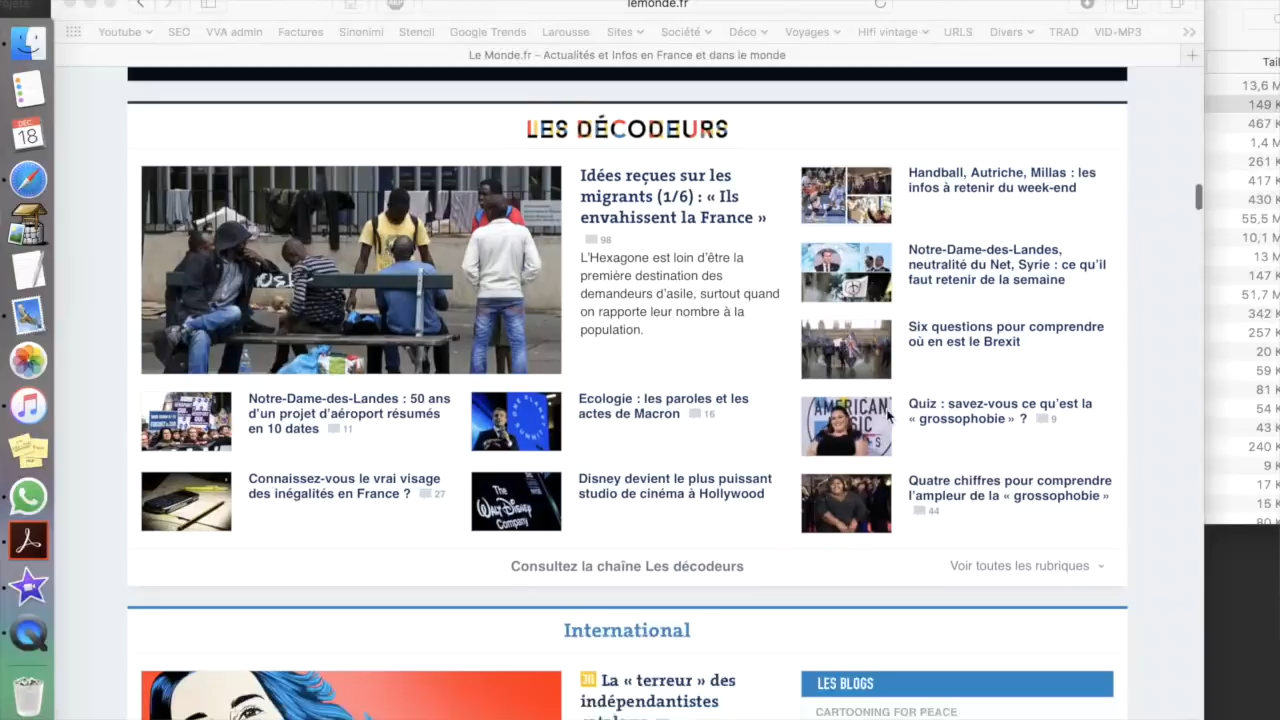 lemonde.fr
Youtube SEO VVA admin Factures Sinonimi Stencil Google Trends Larousse Sites Société Déco Voyages Hifi vintage URLS Divers TRAD VID-MP3
Le Monde.fr – Actualités et Infos en France et dans le monde
LES DÉCODEURS
Idées reçues sur les
migrants (1/6) : « Ils
envahissent la France »
98
L'Hexagone est loin d'être la
première destination des
demandeurs d'asile, surtout quand
on rapporte leur nombre à la
population.
Notre-Dame-des-Landes : 50 ans
d'un projet d'aéroport résumés
en 10 dates 11
Ecologie : les paroles et les
actes de Macron 16
Connaissez-vous le vrai visage
des inégalités en France ? 27
The
WALT DISNEY
Company
Disney devient le plus puissant
studio de cinéma à Hollywood
Handball, Autriche, Millas : les
infos à retenir du week-end
Notre-Dame-des-Landes,
neutralité du Net, Syrie : ce qu'il
faut retenir de la semaine
Six questions pour comprendre
où en est le Brexit
AMERICAN
Quiz : savez-vous ce qu'est la
« grossophobie » ? 9
Quatre chiffres pour comprendre
l'ampleur de la « grossophobie »
44
Consultez la chaîne Les décodeurs
Voir toutes les rubriques
International
La « terreur » des
indépendantistes
LES BLOGS
CARTOONING FOR PEACE
DEC
18
Tail
13,6 M
149 K
467 K
1,4 M
261 K
417 K
430 K
55,5 M
10,1 M
13 M
147 K
51,7 M
342 K
257 K
20 K
59 K
81 K
54 K
43 K
240 K
9 K
17 K
15 K
80 K